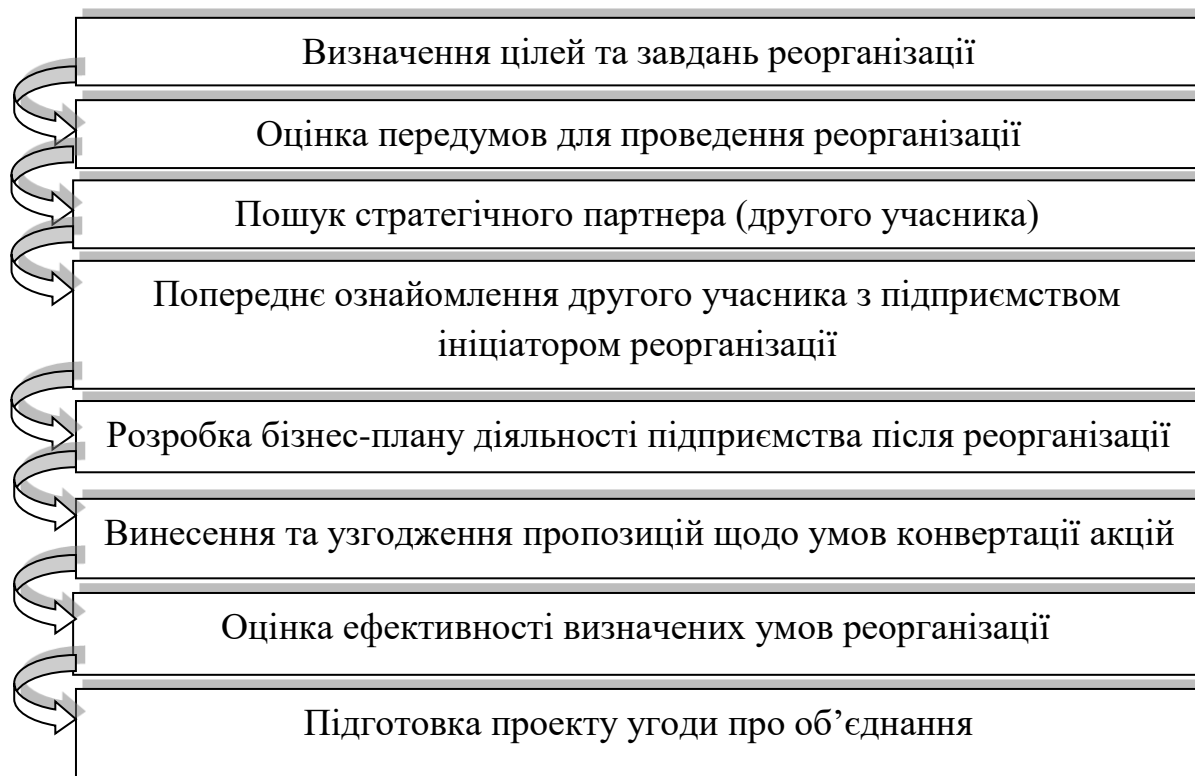 Визначення цілей та завдань реорганізації
Оцінка передумов для проведення реорганізації
Пошук стратегічного партнера (другого учасника)
Попереднє ознайомлення другого учасника з підприємством
ініціатором реорганізації
Розробка бізнес-плану діяльності підприємства після реорганізації
Винесення та узгодження пропозицій щодо умов конвертації акцій
Оцінка ефективності визначених умов реорганізації
Підготовка проекту угоди про об’єднання